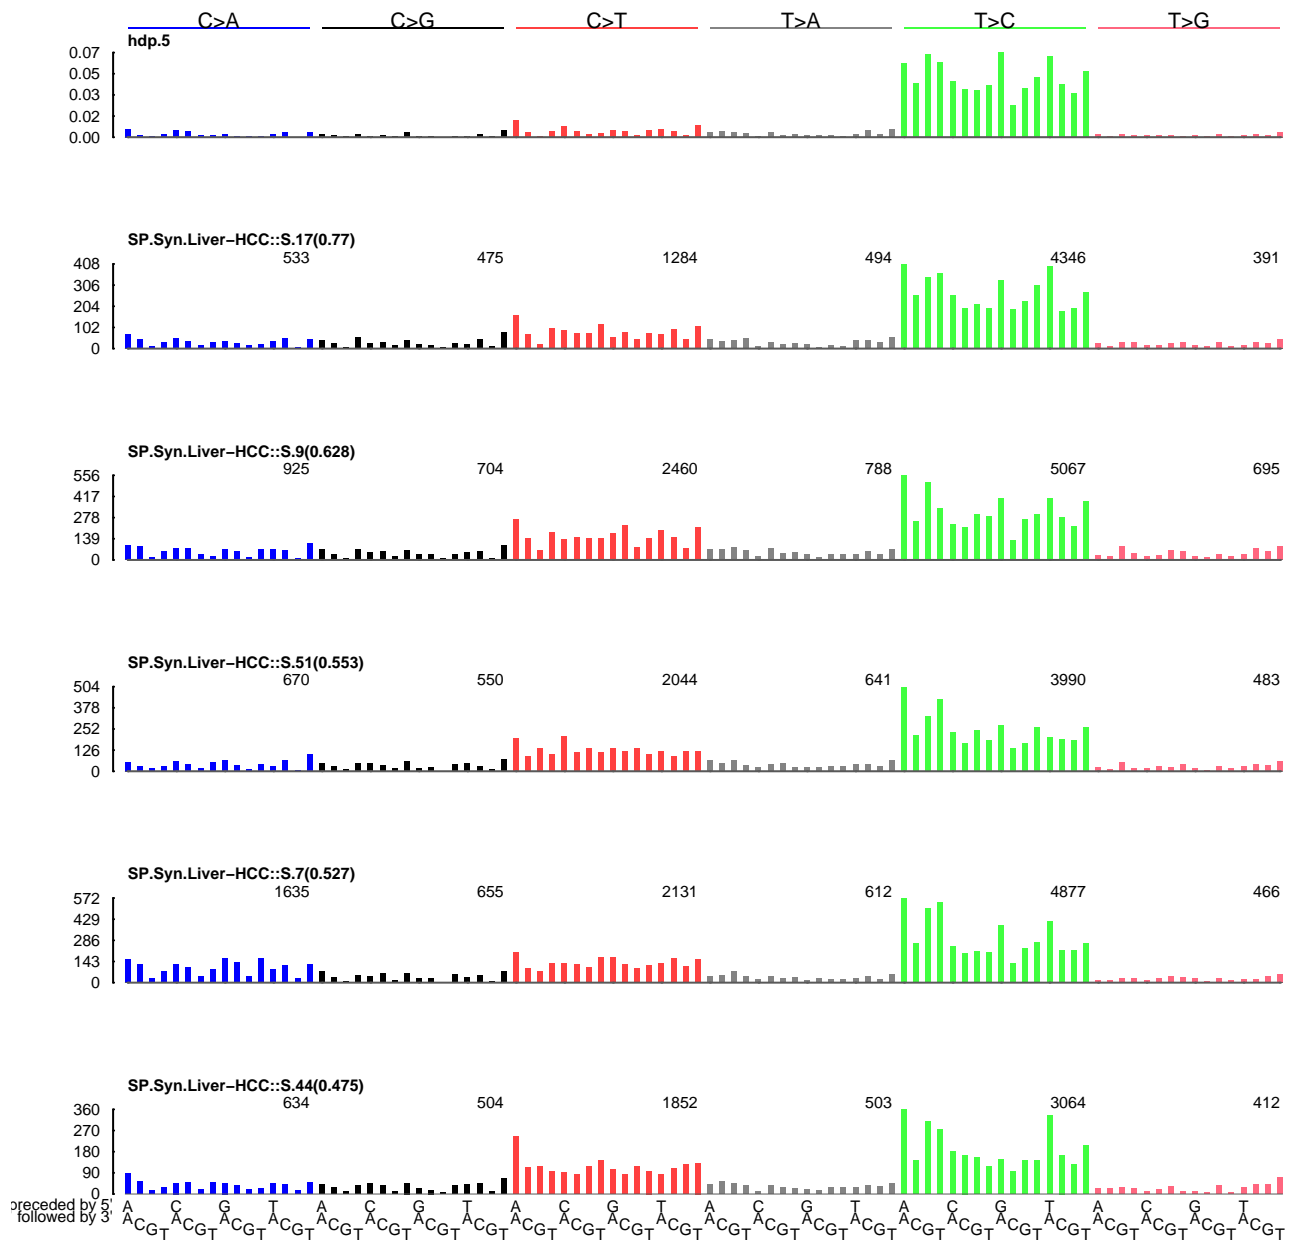 C>A C>G C>T T>A T>C T>G
hdp.5
0.07
0.05
0.03
0.02
0.00
SP.Syn.Liver−HCC::S.17(0.77)
533 475 1284 494 4346 391
408
306
204
102
0
SP.Syn.Liver−HCC::S.9(0.628)
925 704 2460 788 5067 695
556
417
278
139
0
SP.Syn.Liver−HCC::S.51(0.553)
670 550 2044 641 3990 483
504
378
252
126
0
SP.Syn.Liver−HCC::S.7(0.527)
1635 655 2131 612 4877 466
572
429
286
143
0
SP.Syn.Liver−HCC::S.44(0.475)
634 504 1852 503 3064 412
360
270
180
90
0
preceded by 5' A C G T A C G T A C G T A C G T A C G T A C G T
followed by 3' ACGT ACGT ACGT ACGT ACGT ACGT ACGT ACGT ACGT ACGT ACGT ACGT ACGT ACGT ACGT ACGT ACGT ACGT ACGT ACGT ACGT ACGT ACGT ACGT